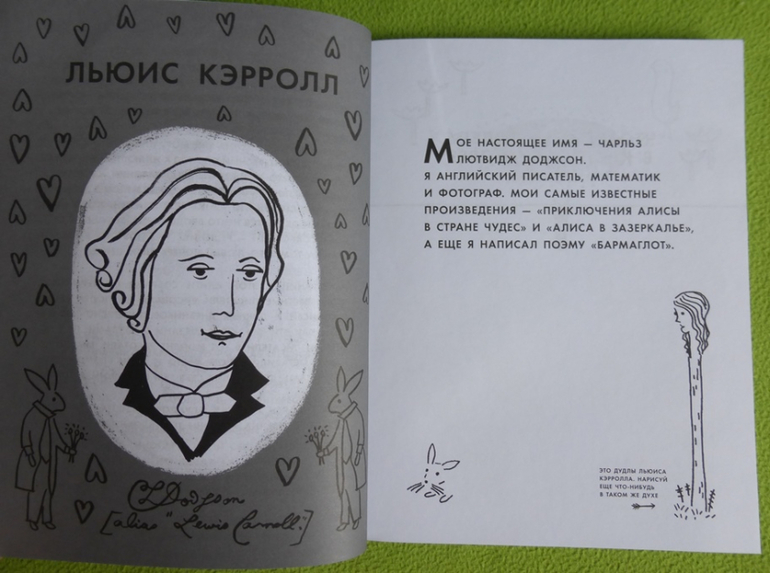 ЛЬЮИС КЭРРОЛЛ
CLDodgson
[alias "Lewis Carroll."]
МОЕ НАСТОЯЩЕЕ ИМЯ — ЧАРЛЬЗ
ЛЮТВИДЖ ДОДЖСОН.
Я АНГЛИЙСКИЙ ПИСАТЕЛЬ, МАТЕМАТИК
И ФОТОГРАФ. МОИ САМЫЕ ИЗВЕСТНЫЕ
ПРОИЗВЕДЕНИЯ — «ПРИКЛЮЧЕНИЯ АЛИСЫ
В СТРАНЕ ЧУДЕС» И «АЛИСА В ЗАЗЕРКАЛЬЕ»,
А ЕЩЕ Я НАПИСАЛ ПОЭМУ «БАРМАГЛОТ».
ЭТО ДУДЛЫ ЛЬЮИСА
КЭРРОЛЛА. НАРИСУЙ
ЕЩЕ ЧТО-НИБУДЬ
В ТАКОМ ЖЕ ДУХЕ